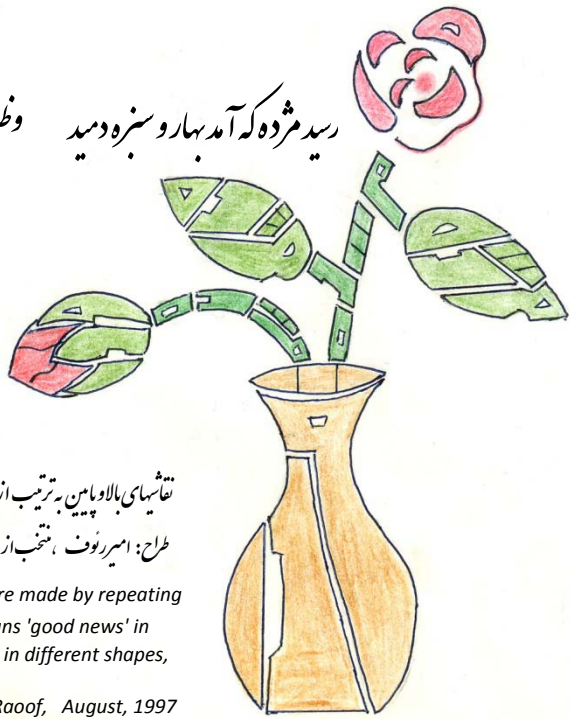 رسید مژده که آمد بهار و سبزه دمید وظ
نقاشیهای بالا و پایین به ترتیب از
طراح: امیر رئوف ، منتخب از
re made by repeating
ns 'good news' in
in different shapes,
Raoof, August, 1997